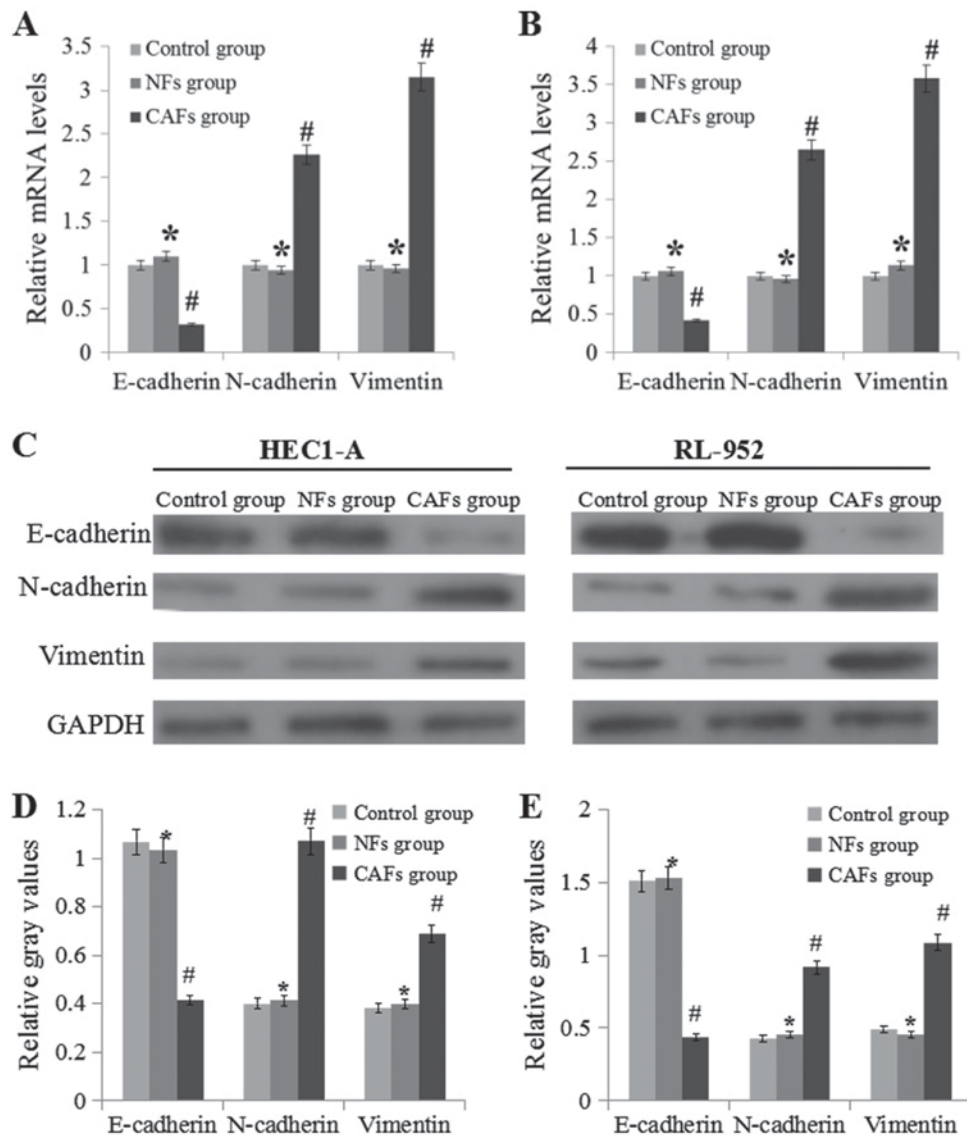 A
Relative mRNA levels
3.5
3
2.5
2
1.5
1
0.5
0
Control group
NFs group
CAFs group
*
#
*
#
*
#
E-cadherin N-cadherin Vimentin
B
Relative mRNA levels
4
3.5
3
2.5
2
1.5
1
0.5
0
Control group
NFs group
CAFs group
*
#
*
#
*
#
E-cadherin N-cadherin Vimentin
C
HEC1-A
RL-952
Control group NFs group CAFs group
Control group NFs group CAFs group
E-cadherin
N-cadherin
Vimentin
GAPDH
D
Relative gray values
1.2
1
0.8
0.6
0.4
0.2
0
Control group
NFs group
CAFs group
*
#
*
#
*
#
E-cadherin N-cadherin Vimentin
E
Relative gray values
2
1.5
1
0.5
0
Control group
NFs group
CAFs group
*
#
*
#
*
#
E-cadherin N-cadherin Vimentin